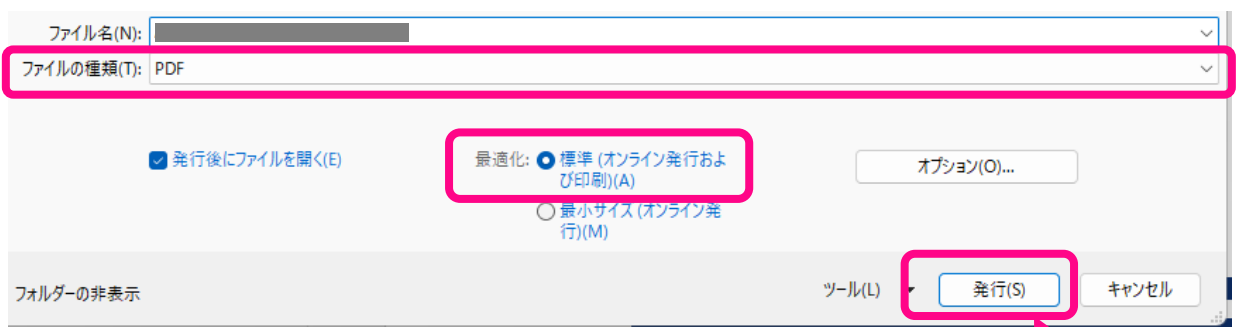 ファイル名(N):
ファイルの種類(T): PDF
発行後にファイルを開く(E)
最適化: 標準 (オンライン発行およ
び印刷)(A)
オプション(O)...
最小サイズ (オンライン発
行)(M)
フォルダーの非表示
ツール(L) 発行(S) キャンセル